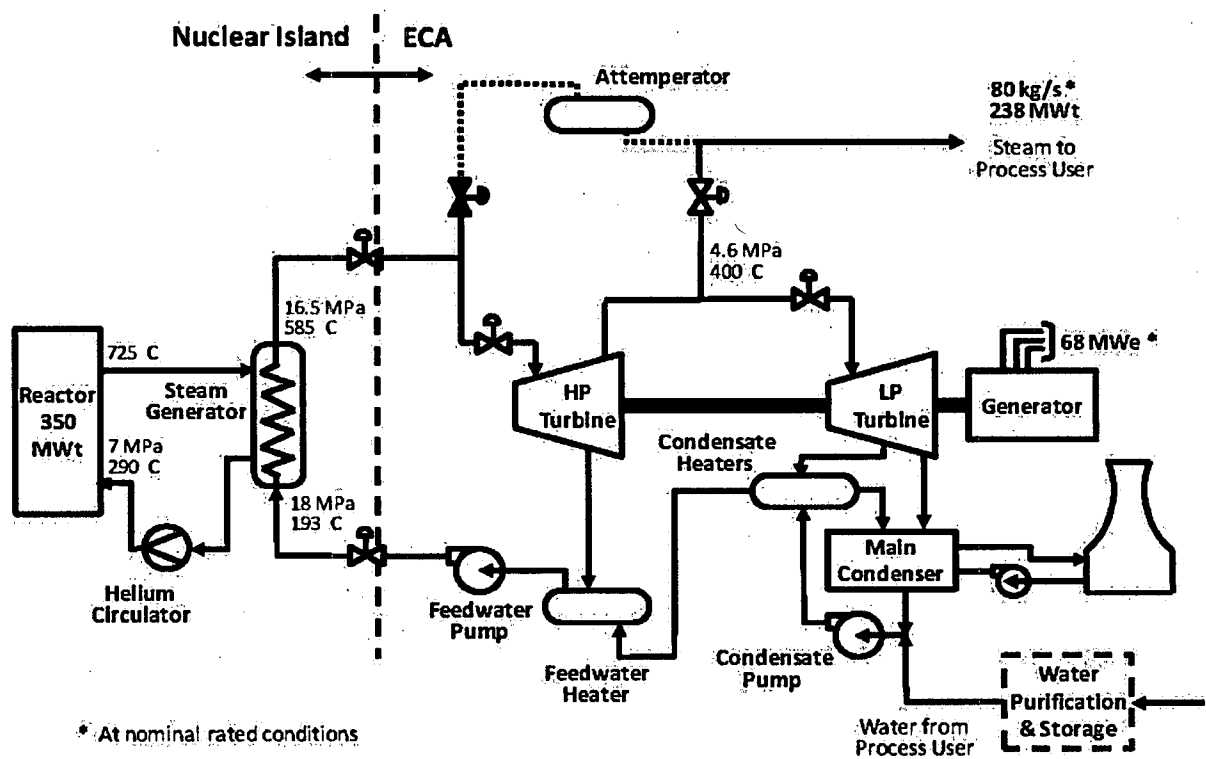 Nuclear Island
ECA
Attemperator
80 kg/s *
238 MWt
Steam to
Process User
4.6 MPa
400 C
16.5 MPa
585 C
725 C
Steam
Generator
Reactor
350
MWt
7 MPa
290 C
18 MPa
193 C
Helium
Circulator
HP
Turbine
LP
Turbine
Generator
68 MWe *
Condensate
Heaters
Main
Condenser
Feedwater
Pump
Feedwater
Heater
Condensate
Pump
Water from
Process User
Water
Purification
& Storage
* At nominal rated conditions